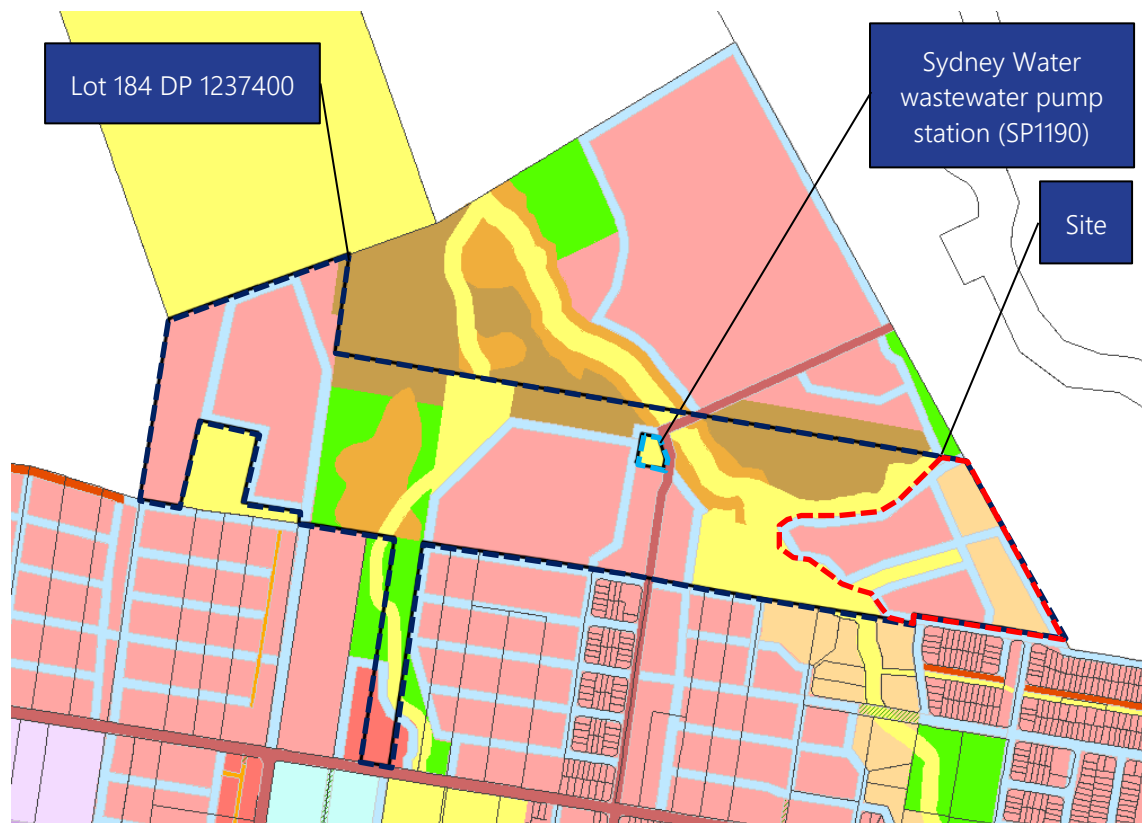 Lot 184 DP 1237400
Sydney Water
wastewater pump
station (SP1190)
Site